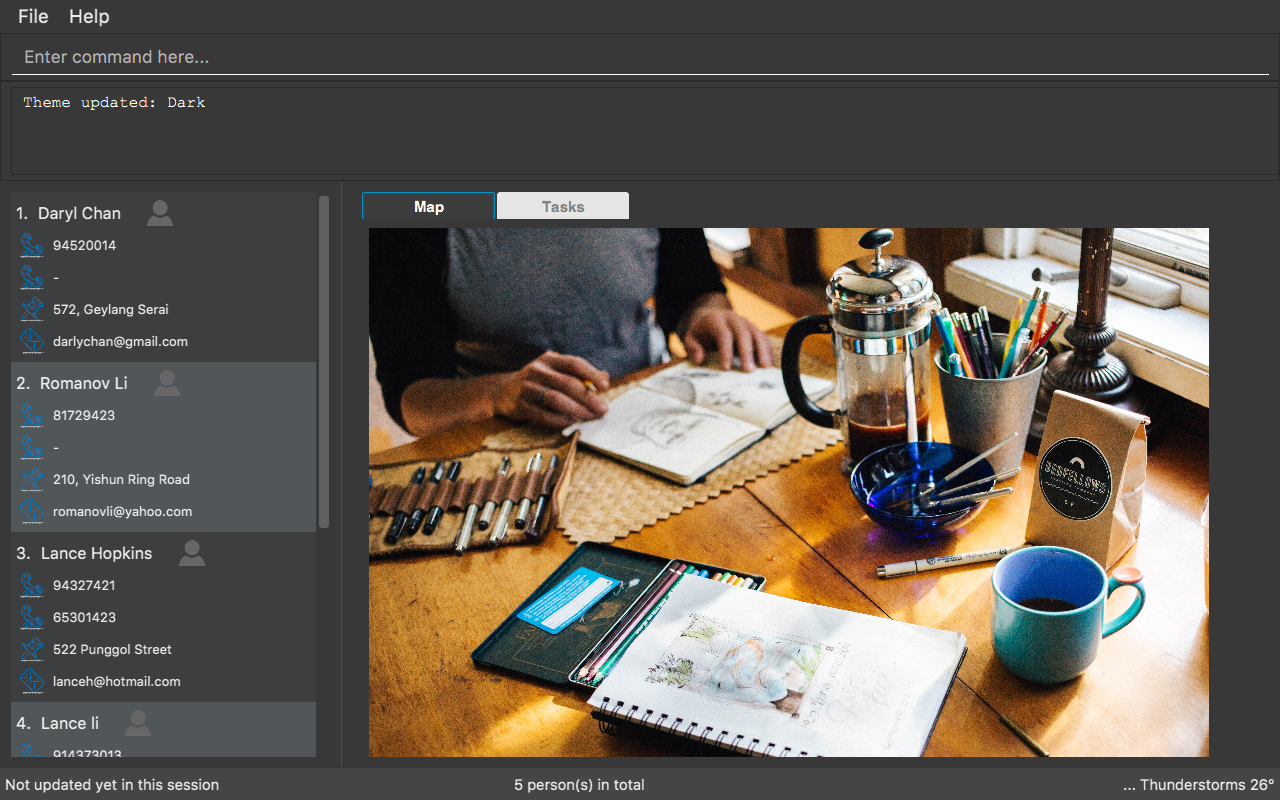 File Help
Enter command here...
Theme updated: Dark
Map Tasks
1. Daryl Chan
94520014
-
572, Geylang Serai
darlychan@gmail.com
2. Romanov Li
81729423
-
210, Yishun Ring Road
romanovli@yahoo.com
3. Lance Hopkins
94327421
65301423
522 Punggol Street
lanceh@hotmail.com
4. Lance li
914373013
BEDFELLOWS
Not updated yet in this session
5 person(s) in total
... Thunderstorms 26°